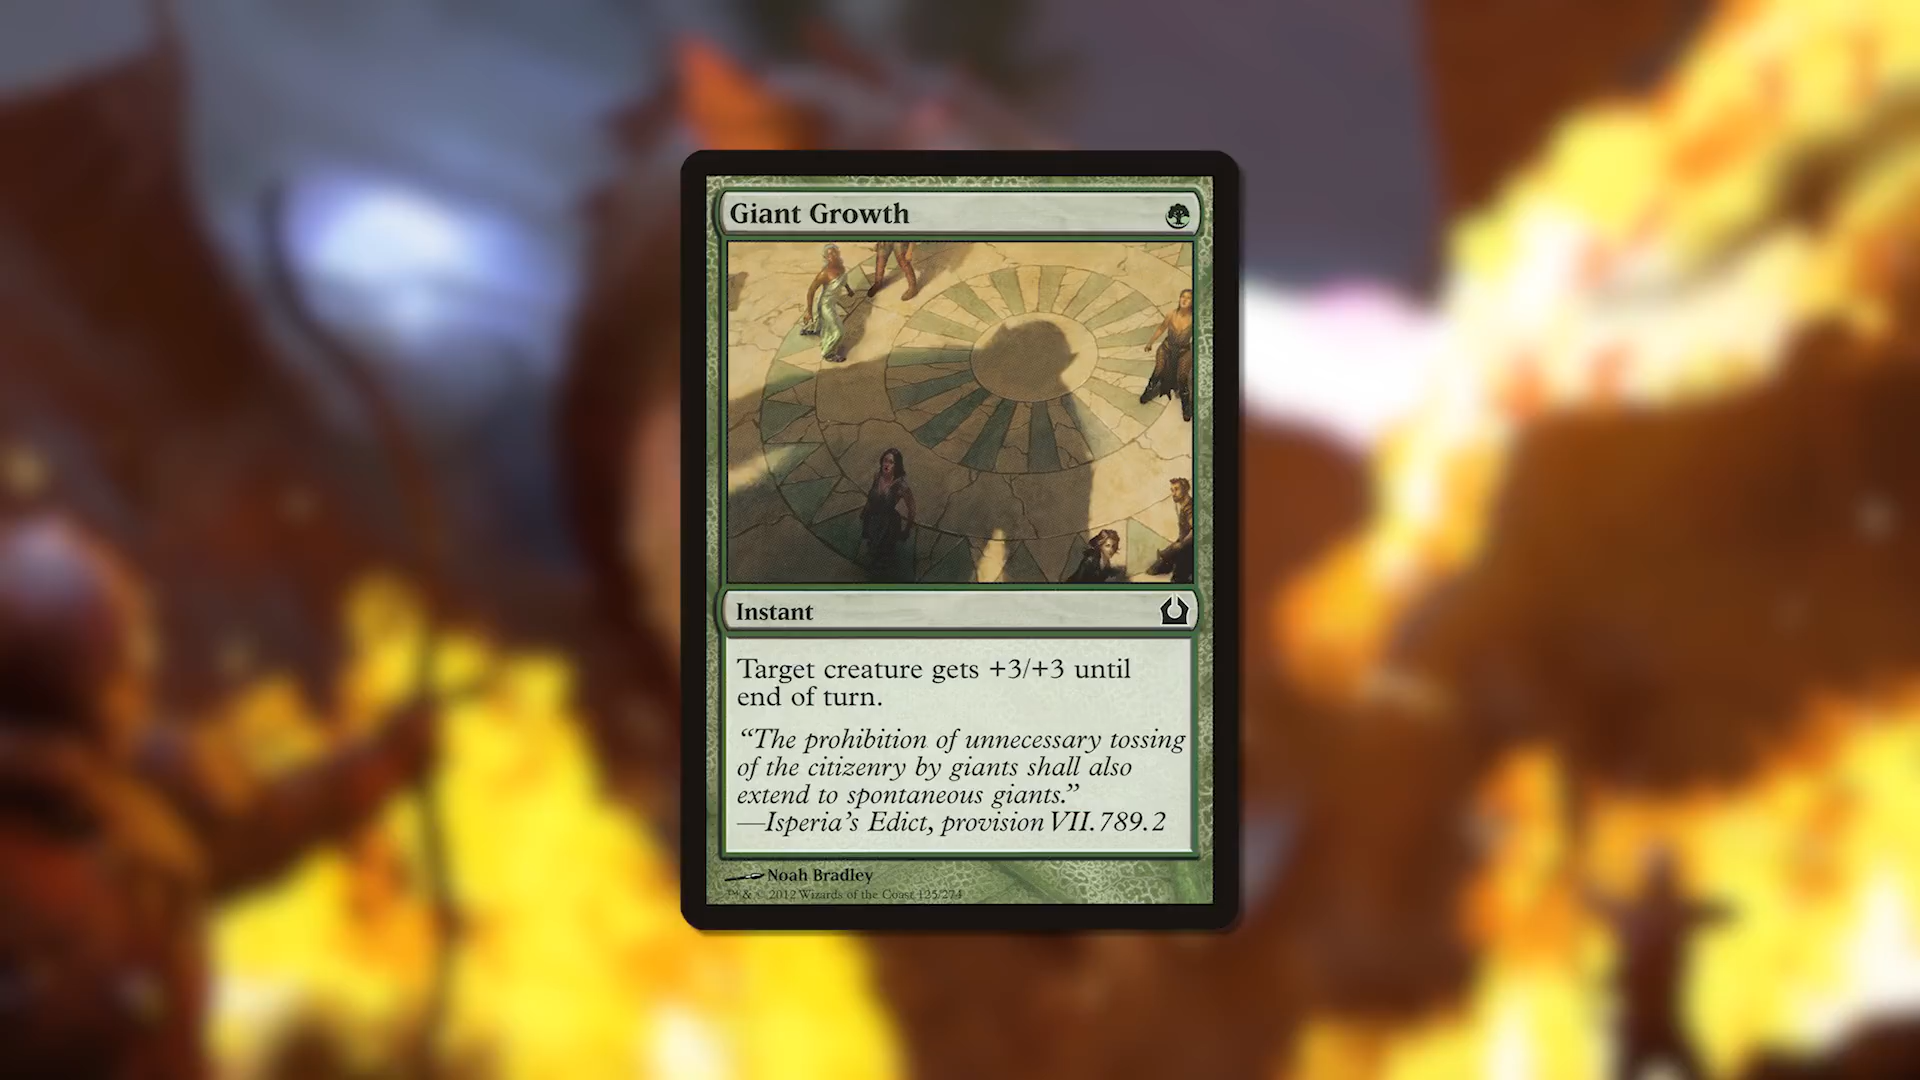 Giant Growth
Instant
Target creature gets +3/+3 until
end of turn.
“The prohibition of unnecessary tossing
of the citizenry by giants shall also
extend to spontaneous giants.”
—Isperia’s Edict, provision VII.789.2
Noah Bradley
™ & © 2012 Wizards of the Coast 125/274